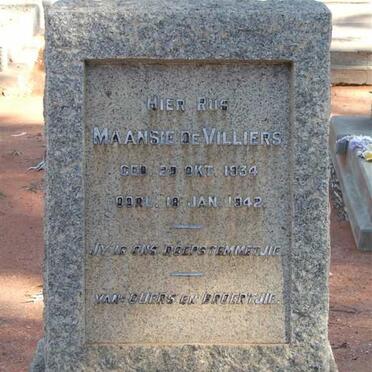 HIER RUS
MAANSIE DE VILLIERS
GEB. 29 OKT. 1934
OORL. 18 JAN. 1942.
JY IS ONS ROEPSTEMMETJIE
VAN: OUERS EN BROERTJIE.